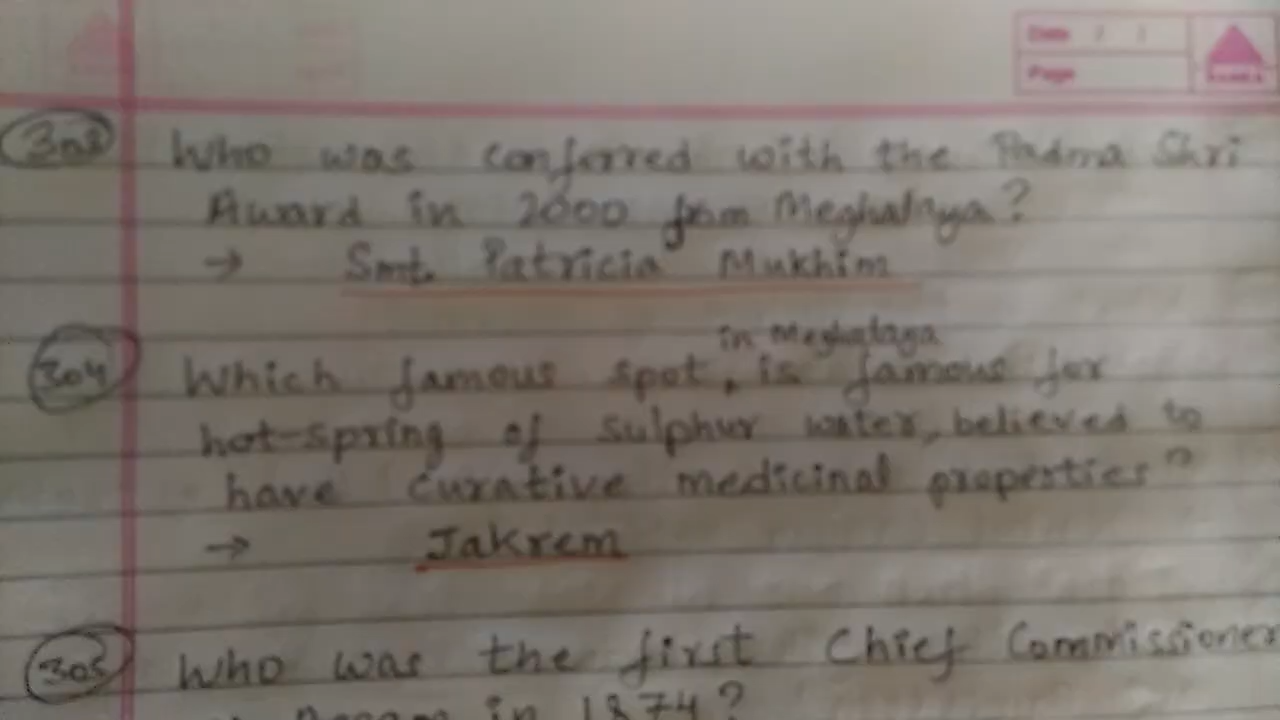 Date / /
Page
303 Who was conferred with the Padma Shri
Award in 2000 from Meghalaya?
→ Smt. Patricia Mukhim
in Meghalaya
304 Which famous spot, is famous for
hot-spring of sulphur water, believed to
have curative medicinal properties?
→ Jakrem
305 Who was the first Chief Commissioner
Assam in 1874?